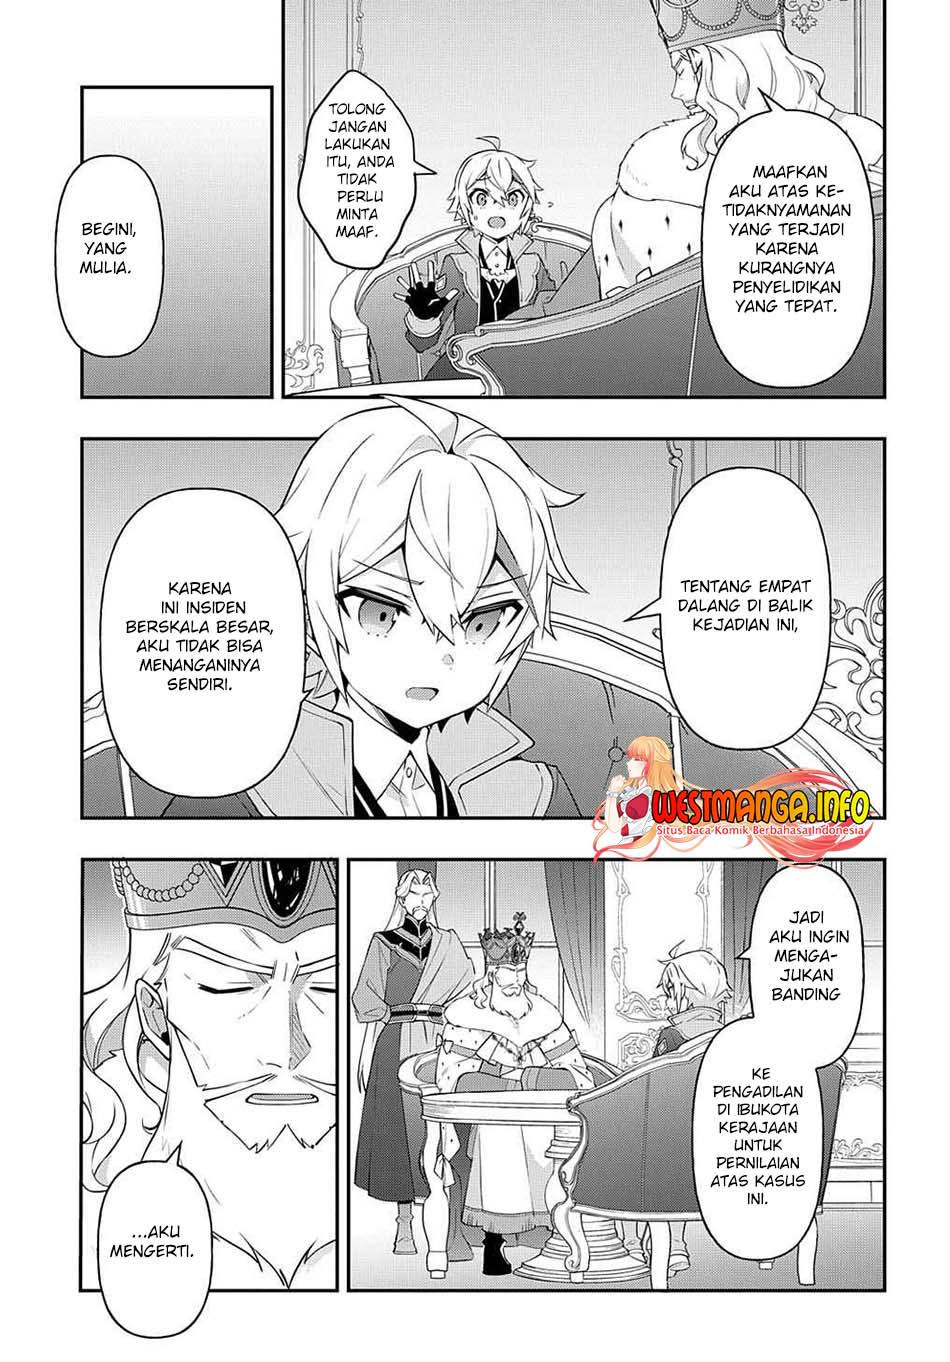 MAAFKAN
AKU ATAS KE-
TIDAKNYAMANAN
YANG TERJADI
KARENA
KURANGNYA
PENYELIDIKAN
YANG TEPAT.
TOLONG
JANGAN
LAKUKAN
ITU, ANDA
TIDAK
PERLU
MINTA
MAAF.
BEGINI,
YANG
MULIA.
TENTANG EMPAT
DALANG DI BALIK
KEJADIAN INI,
KARENA
INI INSIDEN
BERSKALA BESAR,
AKU TIDAK BISA
MENANGANINYA
SENDIRI.
WESTMANGA.INFO
Situs Baca Komik Berbahasa Indonesia
JADI
AKU INGIN
MENGA-
JUKAN
BANDING
KE
PENGADILAN
DI IBUKOTA
KERAJAAN
UNTUK
PERNILAIAN
ATAS KASUS
INI.
...AKU
MENGERTI.